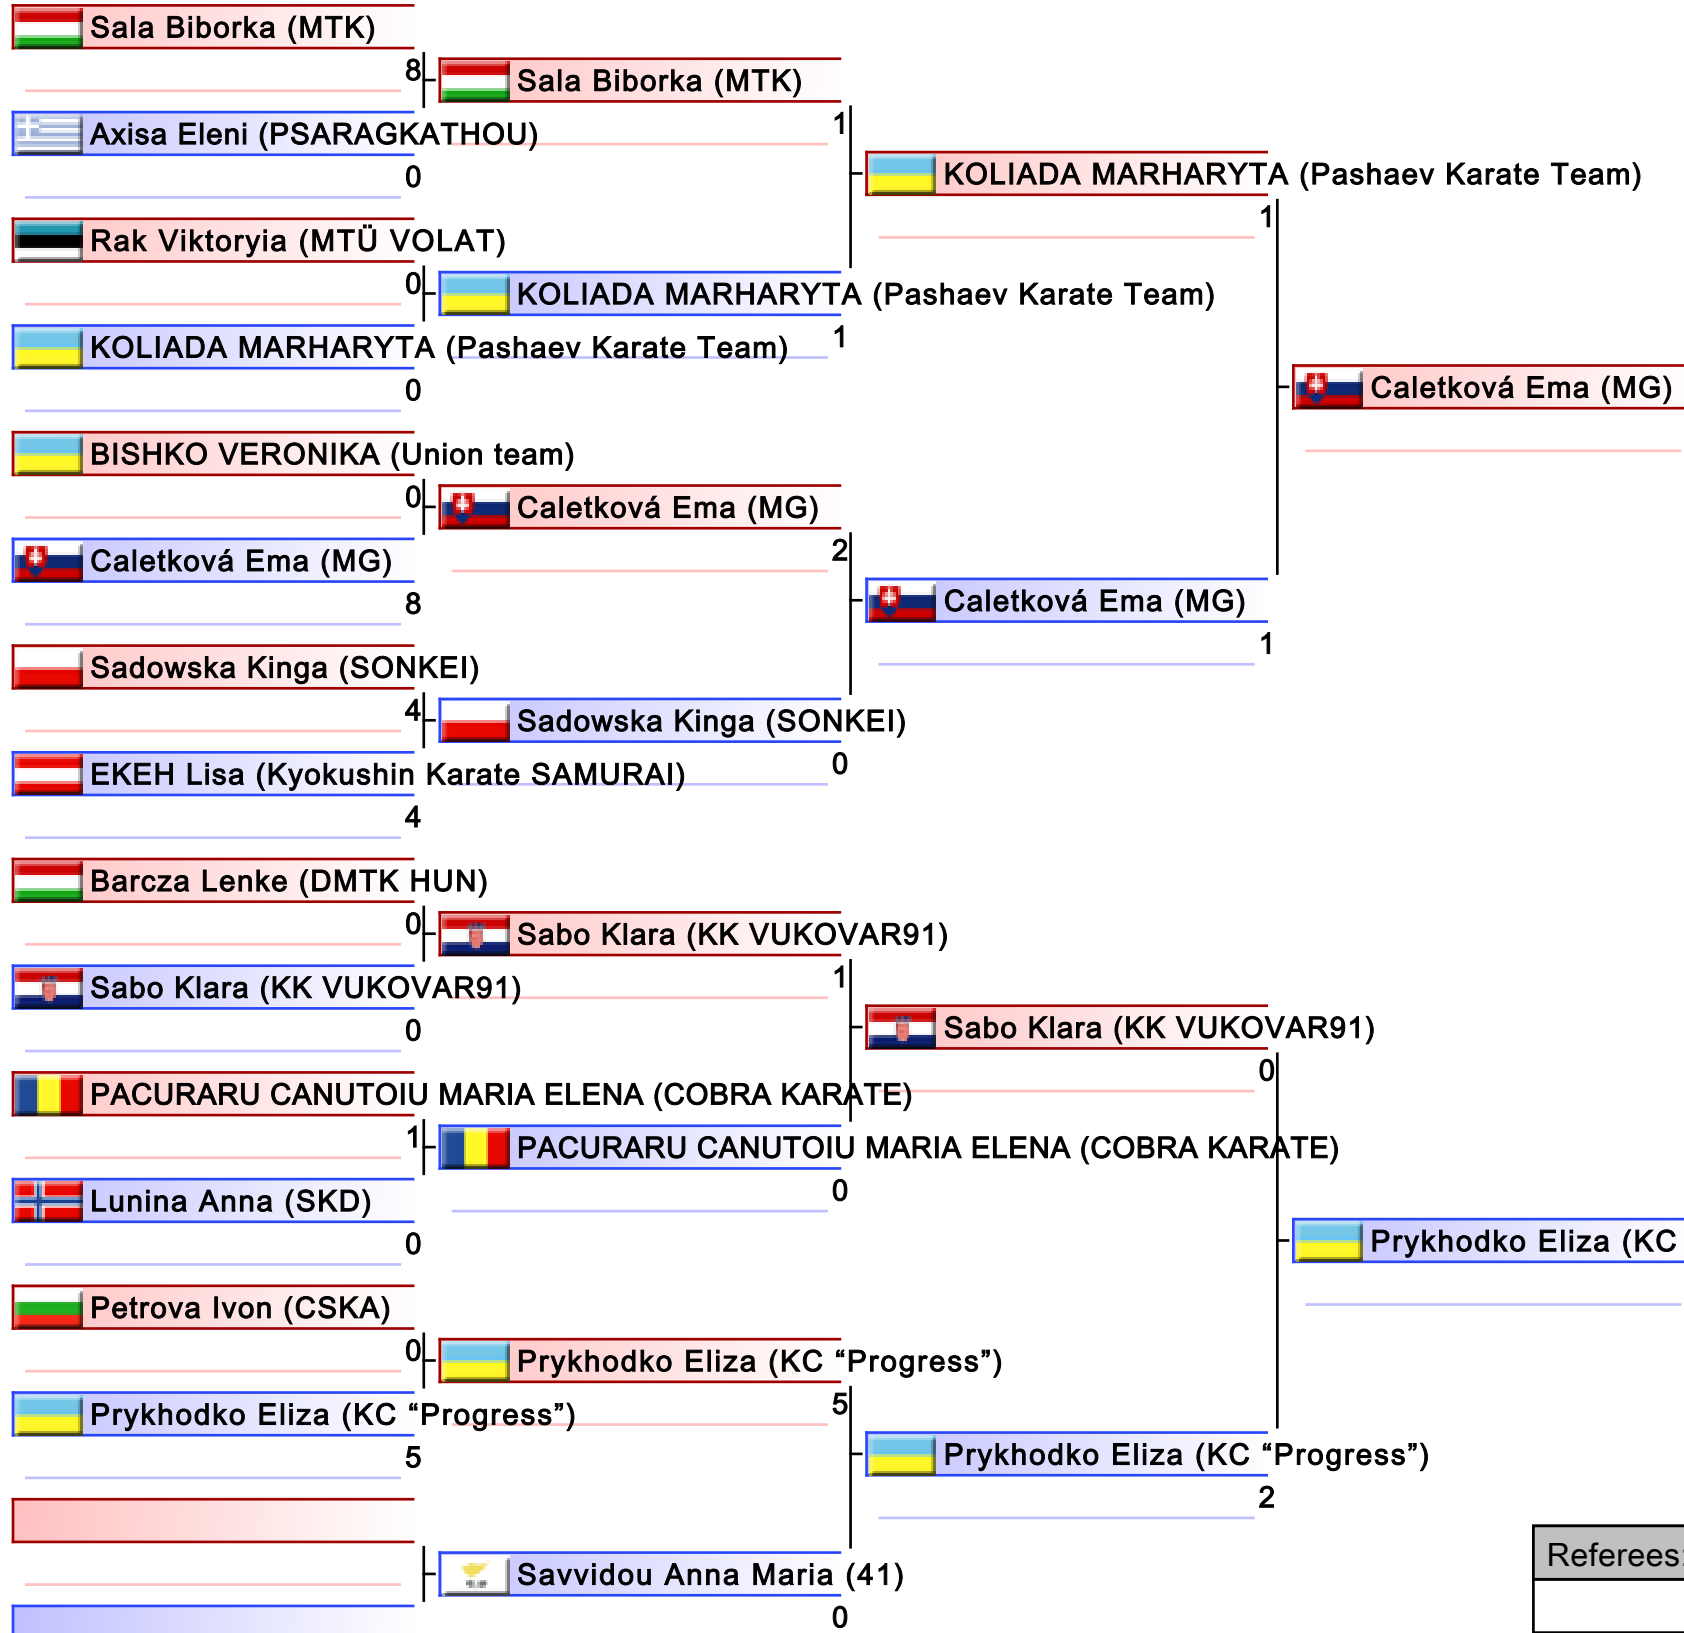 Sala Biborka (MTK)
8
Sala Biborka (MTK)
1
Axisa Eleni (PSARAGKATHOU)
0
KOLIADA MARHARYTA (Pashaev Karate Team)
1
Rak Viktoryia (MTÜ VOLAT)
0
KOLIADA MARHARYTA (Pashaev Karate Team)
1
KOLIADA MARHARYTA (Pashaev Karate Team)
0
Caletková Ema (MG)
BISHKO VERONIKA (Union team)
0
Caletková Ema (MG)
2
Caletková Ema (MG)
8
Caletková Ema (MG)
1
Sadowska Kinga (SONKEI)
4
Sadowska Kinga (SONKEI)
0
EKEH Lisa (Kyokushin Karate SAMURAI)
4
Barcza Lenke (DMTK HUN)
0
Sabo Klara (KK VUKOVAR91)
1
Sabo Klara (KK VUKOVAR91)
0
Sabo Klara (KK VUKOVAR91)
0
PACURARU CANUTOIU MARIA ELENA (COBRA KARATE)
1
PACURARU CANUTOIU MARIA ELENA (COBRA KARATE)
0
Lunina Anna (SKD)
0
Prykhodko Eliza (KC
Petrova Ivon (CSKA)
0
Prykhodko Eliza (KC “Progress”)
5
Prykhodko Eliza (KC “Progress”)
5
Prykhodko Eliza (KC “Progress”)
2
Savvidou Anna Maria (41)
0
Referees: